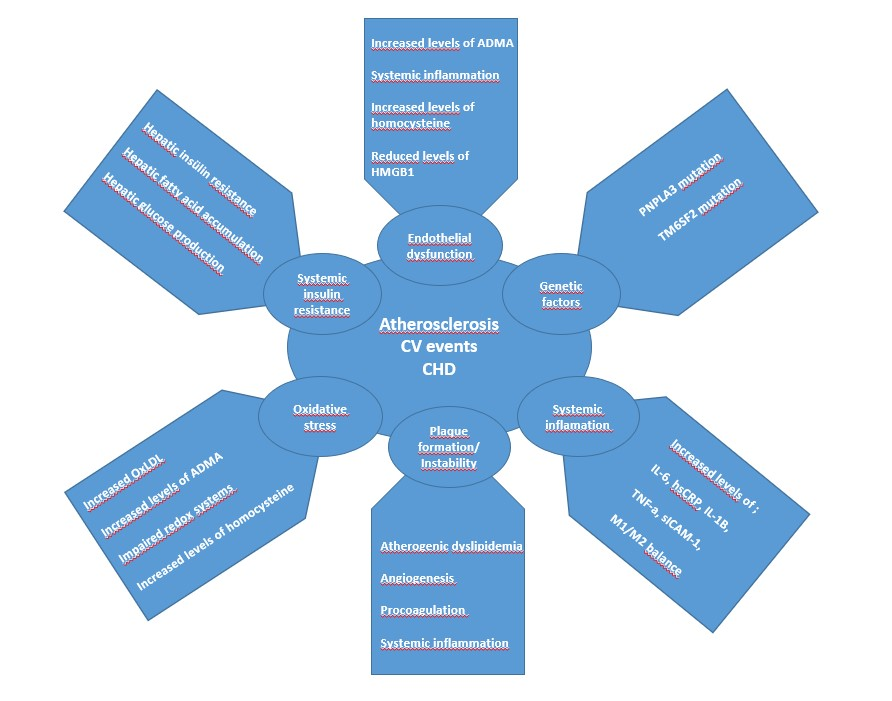 Increased levels of ADMA
Systemic inflammation
Increased levels of
homocysteine
Reduced levels of
HMGB1
Endothelial
dysfunction
Hepatic insülin resistance
Hepatic fatty acid accumulation
Hepatic glucose production
Systemic
insulin
resistance
PNPLA3 mutation
TM6SF2 mutation
Genetic
factors
Atherosclerosis
CV events
CHD
Oxidative
stress
Increased OxLDL
Increased levels of ADMA
Impaired redox systems
Increased levels of homocysteine
Plaque
formation/
Instability
Atherogenic dyslipidemia
Angiogenesis
Procoagulation
Systemic inflammation
Systemic
inflamation
Increased levels of ;
IL-6, hsCRP, IL-1B,
TNF-a, sICAM-1,
M1/M2 balance